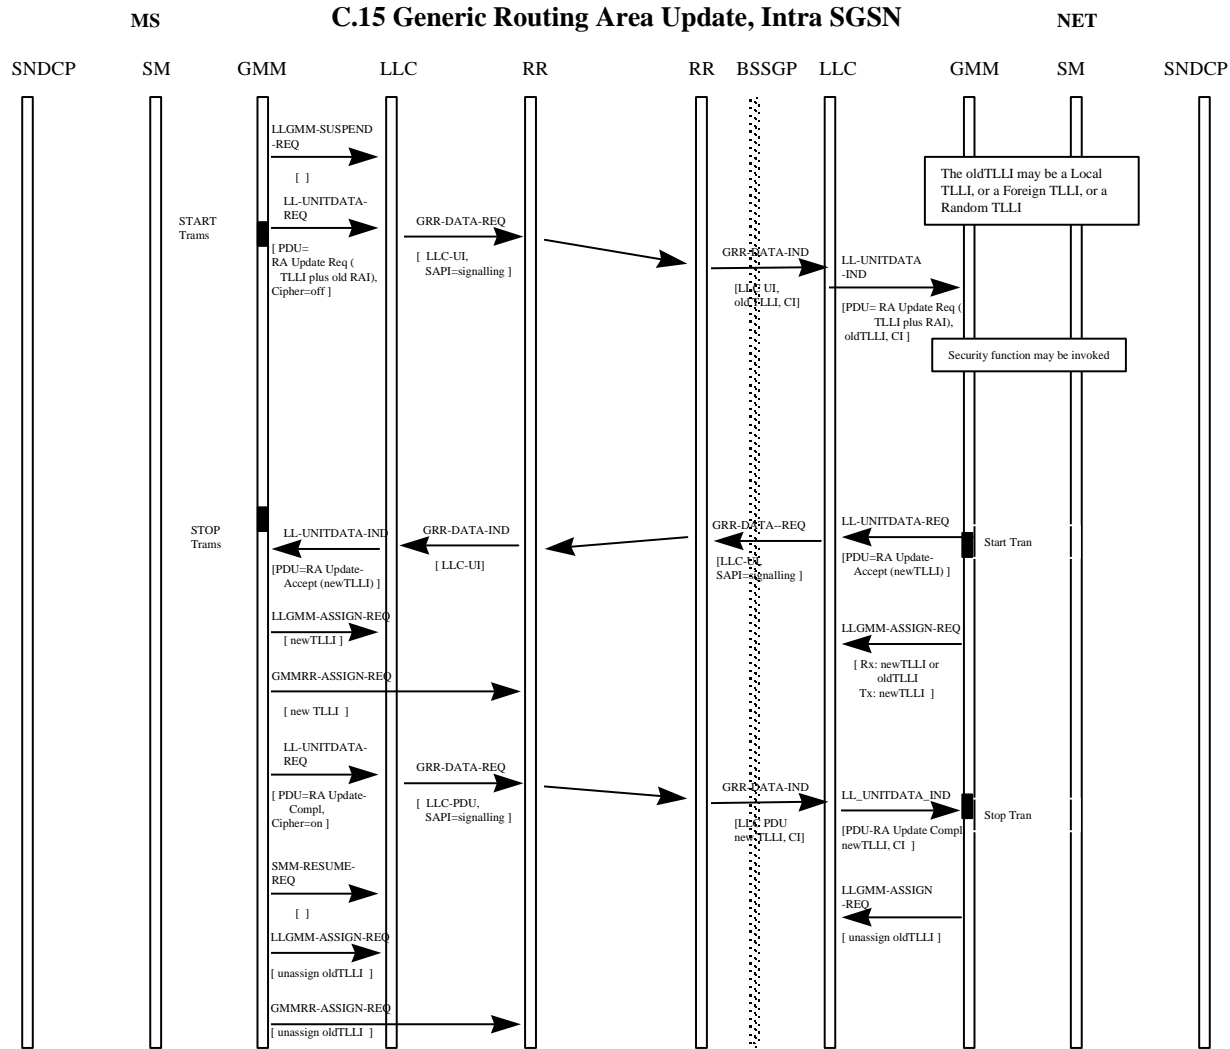 MS
C.15 Generic Routing Area Update, Intra SGSN
NET
SNDCP
SM
GMM
LLC
RR
RR
BSSGP
LLC
GMM
SM
SNDCP
LLGMM-SUSPEND
-REQ
[ ]
LL-UNITDATA-
REQ
START
Trams
[ PDU=
RA Update Req (
TLLI plus old RAI),
Cipher=off ]
GRR-DATA-REQ
[ LLC-UI,
SAPI=signalling ]
GRR-DATA-IND
[LLC UI,
old TLLI, CI]
LL-UNITDATA
-IND
[PDU= RA Update Req (
TLLI plus RAI),
oldTLLI, CI ]
The oldTLLI may be a Local
TLLI, or a Foreign TLLI, or a
Random TLLI
Security function may be invoked
STOP
Trams
LL-UNITDATA-IND
[PDU=RA Update-
Accept (newTLLI) ]
GRR-DATA-IND
[ LLC-UI]
GRR-DATA--REQ
[LLC-UI,
SAPI=signalling ]
LL-UNITDATA-REQ
[PDU=RA Update-
Accept (newTLLI) ]
Start Tran
LLGMM-ASSIGN-REQ
[ newTLLI ]
LLGMM-ASSIGN-REQ
[ Rx: newTLLI or
oldTLLI
Tx: newTLLI ]
GMMRR-ASSIGN-REQ
[ new TLLI ]
LL-UNITDATA-
REQ
[ PDU=RA Update-
Compl,
Cipher=on ]
GRR-DATA-REQ
[ LLC-PDU,
SAPI=signalling ]
GRR-DATA-IND
[LLC PDU
new TLLI, CI]
LL_UNITDATA_IND
[PDU-RA Update Compl
newTLLI, CI ]
Stop Tran
SMM-RESUME-
REQ
[ ]
LLGMM-ASSIGN
-REQ
[ unassign oldTLLI ]
LLGMM-ASSIGN-REQ
[ unassign oldTLLI ]
GMMRR-ASSIGN-REQ
[ unassign oldTLLI ]